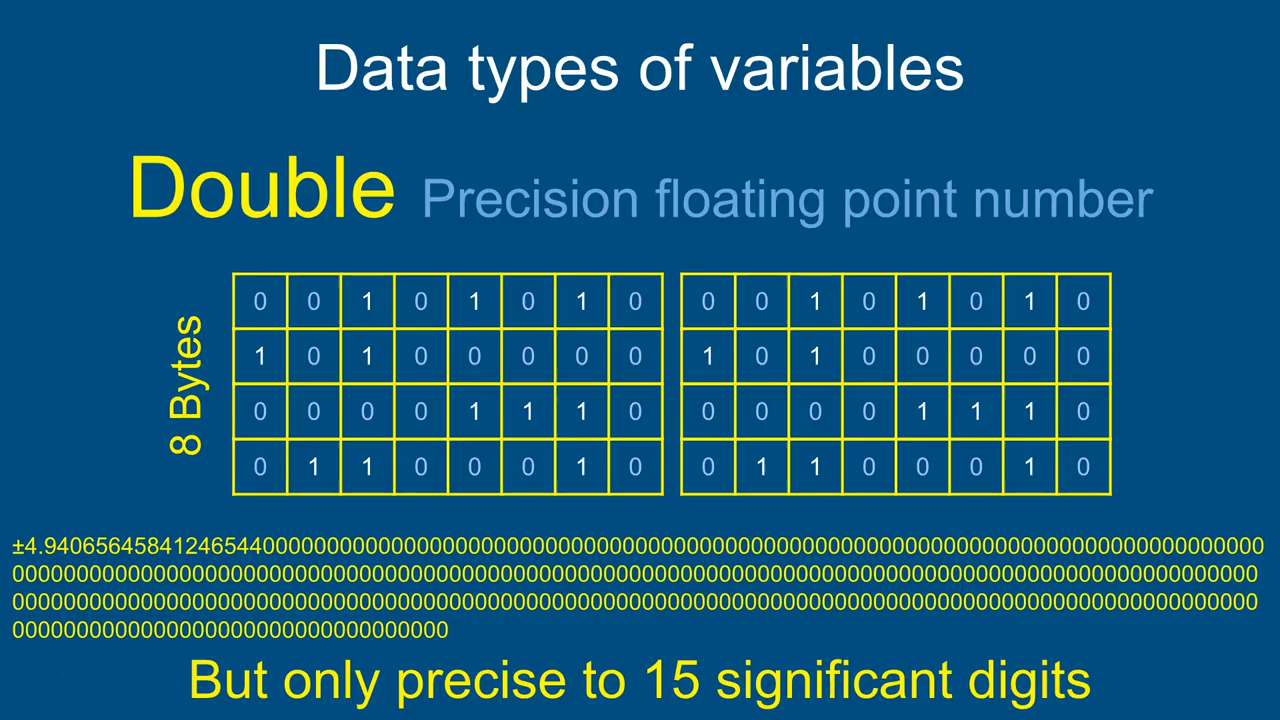 Data types of variables
Double Precision floating point number
8 Bytes
0 0 1 0 1 0 1 0 0 0 1 0 1 0 1 0
1 0 1 0 0 0 0 0 1 0 1 0 0 0 0 0
0 0 0 0 1 1 1 0 0 0 0 0 1 1 1 0
0 1 1 0 0 0 1 0 0 1 1 0 0 0 1 0
±4.9406564584124654400000000000000000000000000000000000000000000000000000000000000000000000000000000
0000000000000000000000000000000000000000000000000000000000000000000000000000000000000000000000000000
0000000000000000000000000000000000000000000000000000000000000000000000000000000000000000000000000000
00000000000000000000000000000000000
But only precise to 15 significant digits